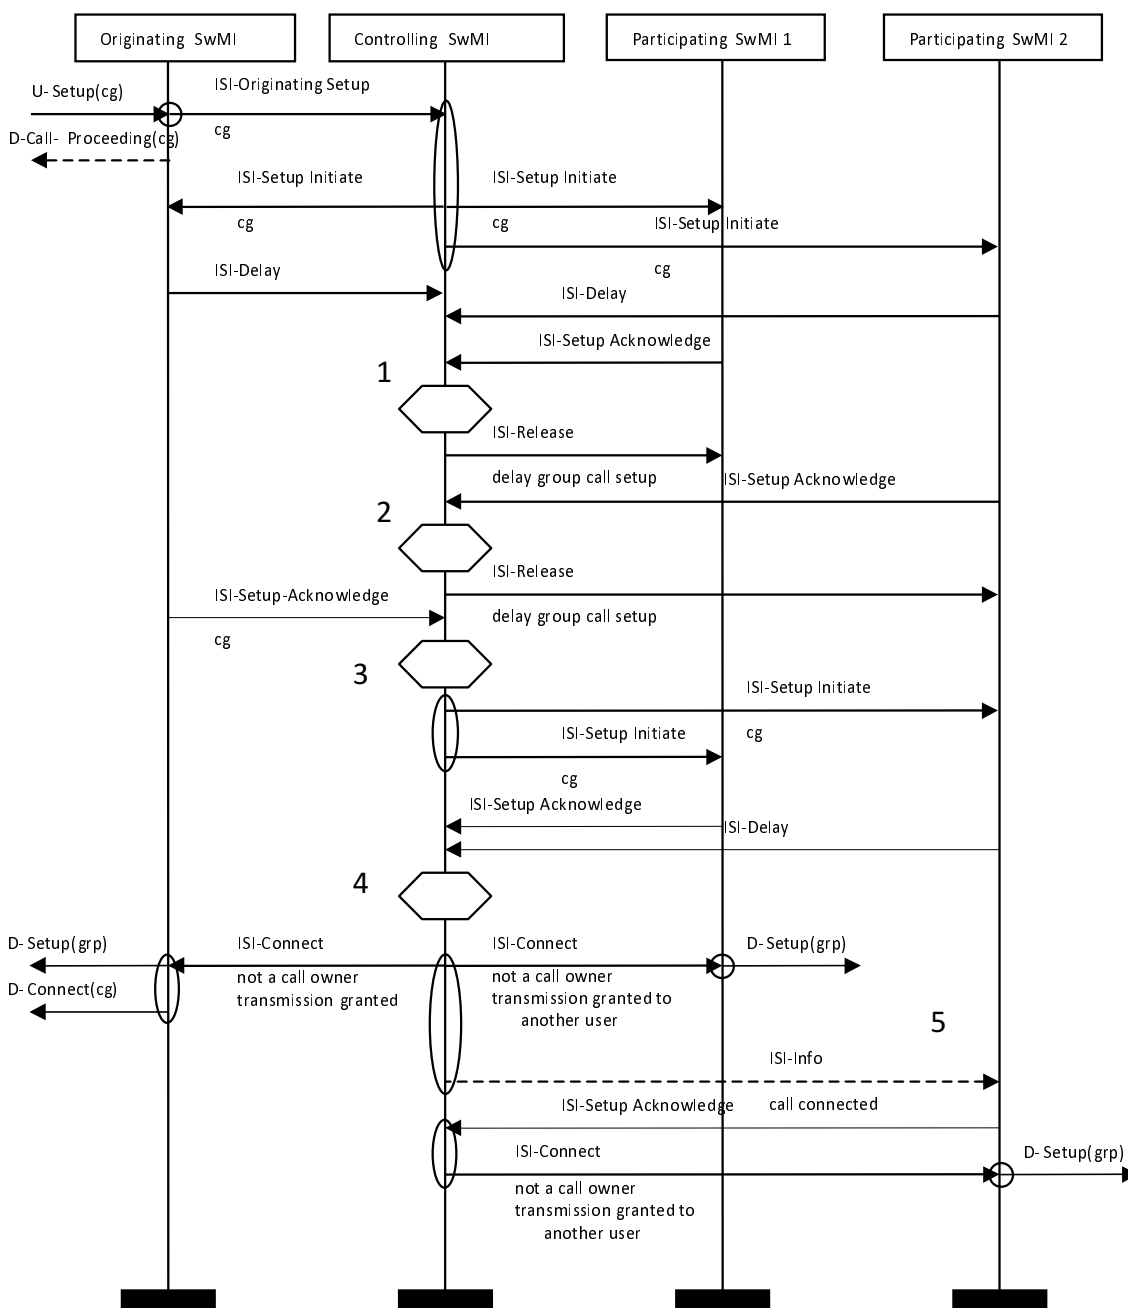 Originating SwMI
Controlling SwMI
Participating SwMI 1
Participating SwMI 2
U- Setup(cg)
ISI-Originating Setup
cg
D-Call- Proceeding(cg)
ISI-Setup Initiate
cg
ISI-Setup Initiate
cg
ISI-Setup Initiate
cg
ISI-Delay
ISI-Delay
ISI-Setup Acknowledge
1
ISI-Release
delay group call setup
ISI-Setup Acknowledge
2
ISI-Release
delay group call setup
ISI-Setup-Acknowledge
cg
3
ISI-Setup Initiate
cg
ISI-Setup Initiate
cg
ISI-Setup Acknowledge
ISI-Delay
4
D- Setup(grp)
ISI-Connect
not a call owner
transmission granted
ISI-Connect
not a call owner
transmission granted to
another user
D- Setup(grp)
D- Connect(cg)
5
ISI-Info
call connected
ISI-Setup Acknowledge
ISI-Connect
not a call owner
transmission granted to
another user
D- Setup(grp)